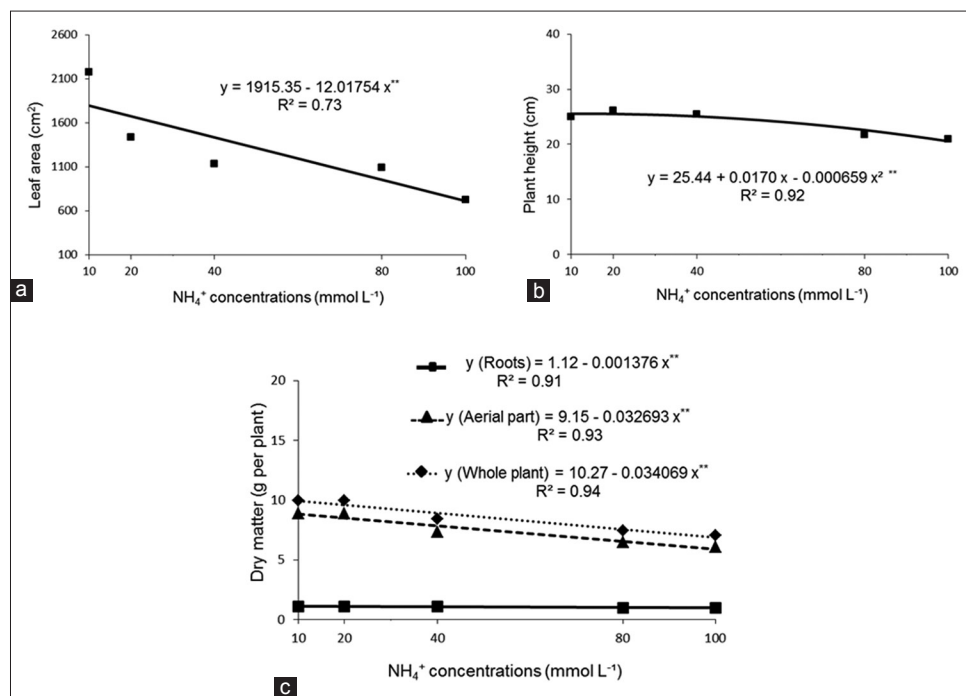 2600
2100
1600
1100
600
100
Leaf area (cm²)
y = 1915.35 - 12.01754 x**
R² = 0.73
10 20 40 80 100
NH₄⁺ concentrations (mmol L⁻¹)
a
40
30
20
10
0
Plant height (cm)
y = 25.44 + 0.0170 x - 0.000659 x² **
R² = 0.92
10 20 40 80 100
NH₄⁺ concentrations (mmol L⁻¹)
b
y (Roots) = 1.12 - 0.001376 x**
R² = 0.91
y (Aerial part) = 9.15 - 0.032693 x**
R² = 0.93
y (Whole plant) = 10.27 - 0.034069 x**
R² = 0.94
20
15
10
5
0
Dry matter (g per plant)
10 20 40 80 100
NH₄⁺ concentrations (mmol L⁻¹)
c